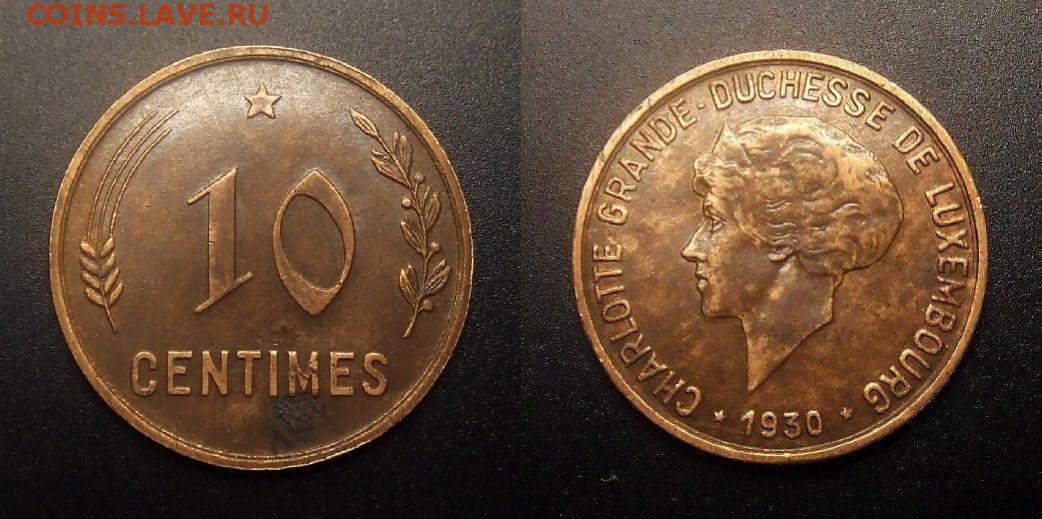 COINS.LAVE.RU
10
CENTIMES
CHARLOTTE GRANDE-DUCHESSE DE LUXEMBOURG
* 1930 *